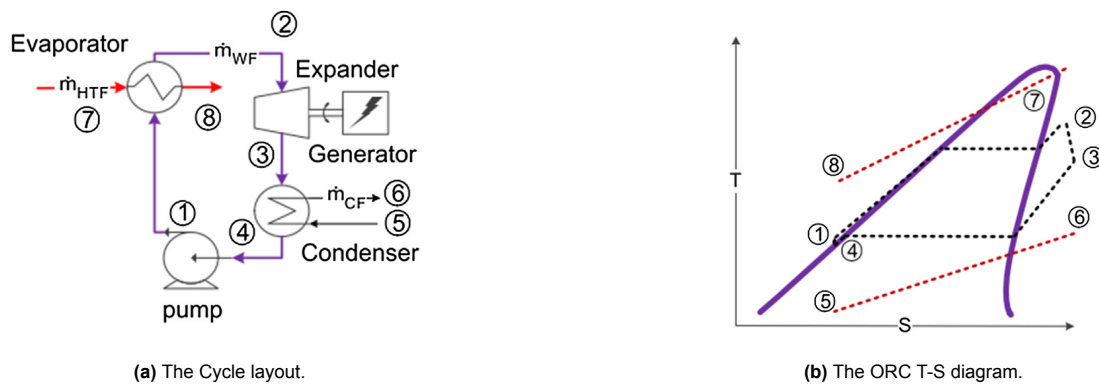 ②
Evaporator
ṁWF
Expander
ṁHTF
⑦
⑧
③
Generator
ṁCF
⑥
⑤
①
④
Condenser
pump
(a) The Cycle layout.
⑦
②
⑧
③
T
①
④
⑥
⑤
S
(b) The ORC T-S diagram.